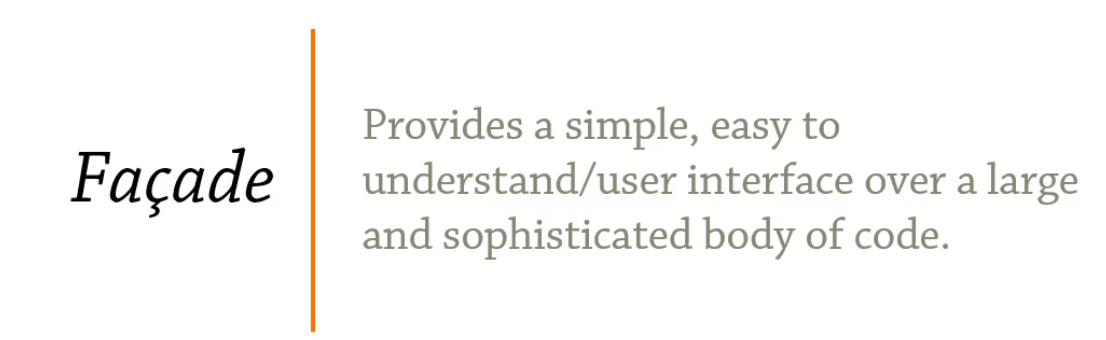 Façade
Provides a simple, easy to
understand/user interface over a large
and sophisticated body of code.